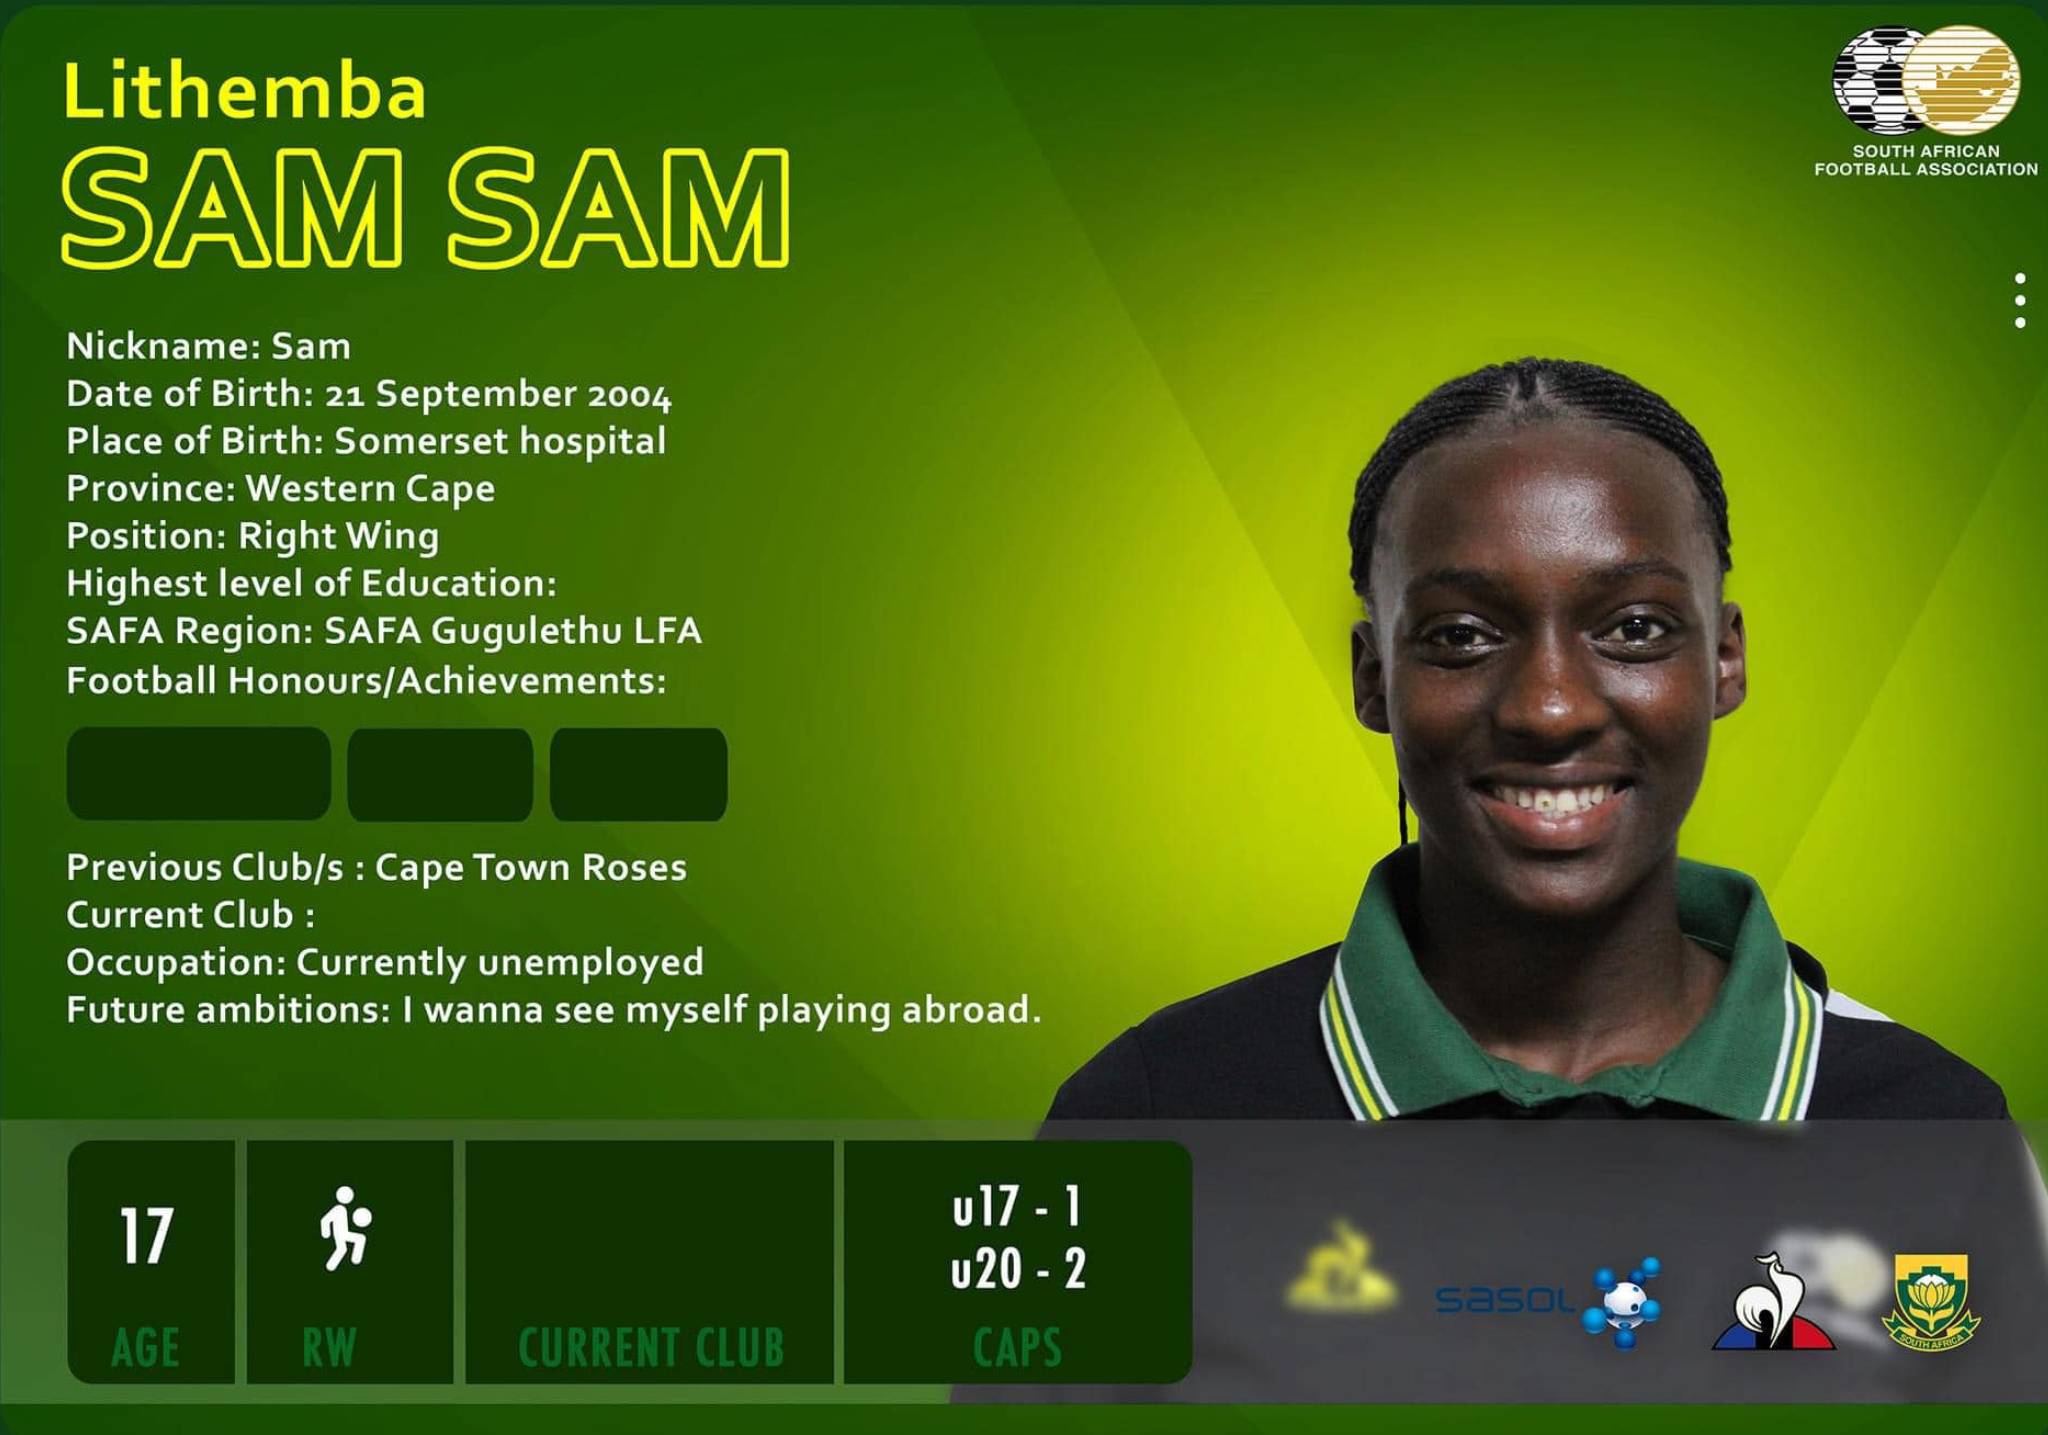 Lithemba
SAM SAM
SOUTH AFRICAN
FOOTBALL ASSOCIATION
Nickname: Sam
Date of Birth: 21 September 2004
Place of Birth: Somerset hospital
Province: Western Cape
Position: Right Wing
Highest level of Education:
SAFA Region: SAFA Gugulethu LFA
Football Honours/Achievements:
Previous Club/s : Cape Town Roses
Current Club :
Occupation: Currently unemployed
Future ambitions: I wanna see myself playing abroad.
17
AGE
RW
CURRENT CLUB
u17 - 1
u20 - 2
CAPS
sasol
SOUTH AFRICA